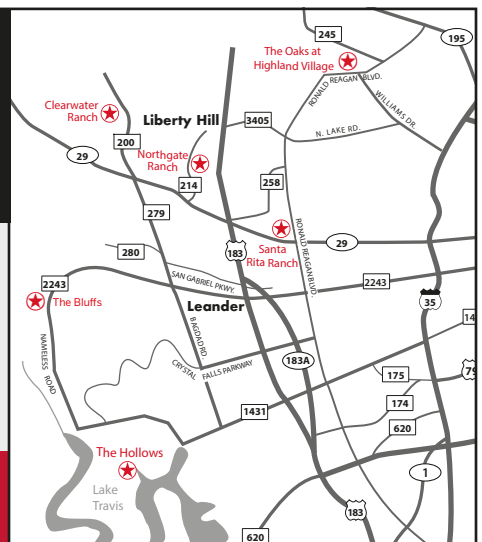 245
195
The Oaks at
Highland Village
RONALD REAGAN BLVD.
WILLIAMS DR.
Clearwater
Ranch
Liberty Hill
3405
N. LAKE RD.
200
29
Northgate
Ranch
214
258
279
RONALD REAGAN BLVD.
280
183
Santa
Rita Ranch
29
2243
SAN GABRIEL PKWY.
2243
35
The Bluffs
Leander
14
NAMELESS ROAD
BAGDAD RD.
CRYSTAL FALLS PARKWAY
183A
175
79
174
1431
620
The Hollows
1
Lake
Travis
183
620